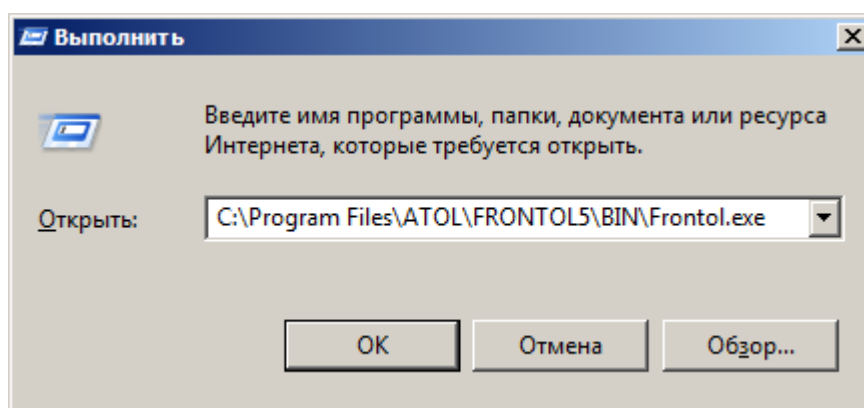 Выполнить
Введите имя программы, папки, документа или ресурса
Интернета, которые требуется открыть.
Открыть: C:\Program Files\ATOL\FRONTOL5\BIN\Frontol.exe
OK Отмена Обзор...